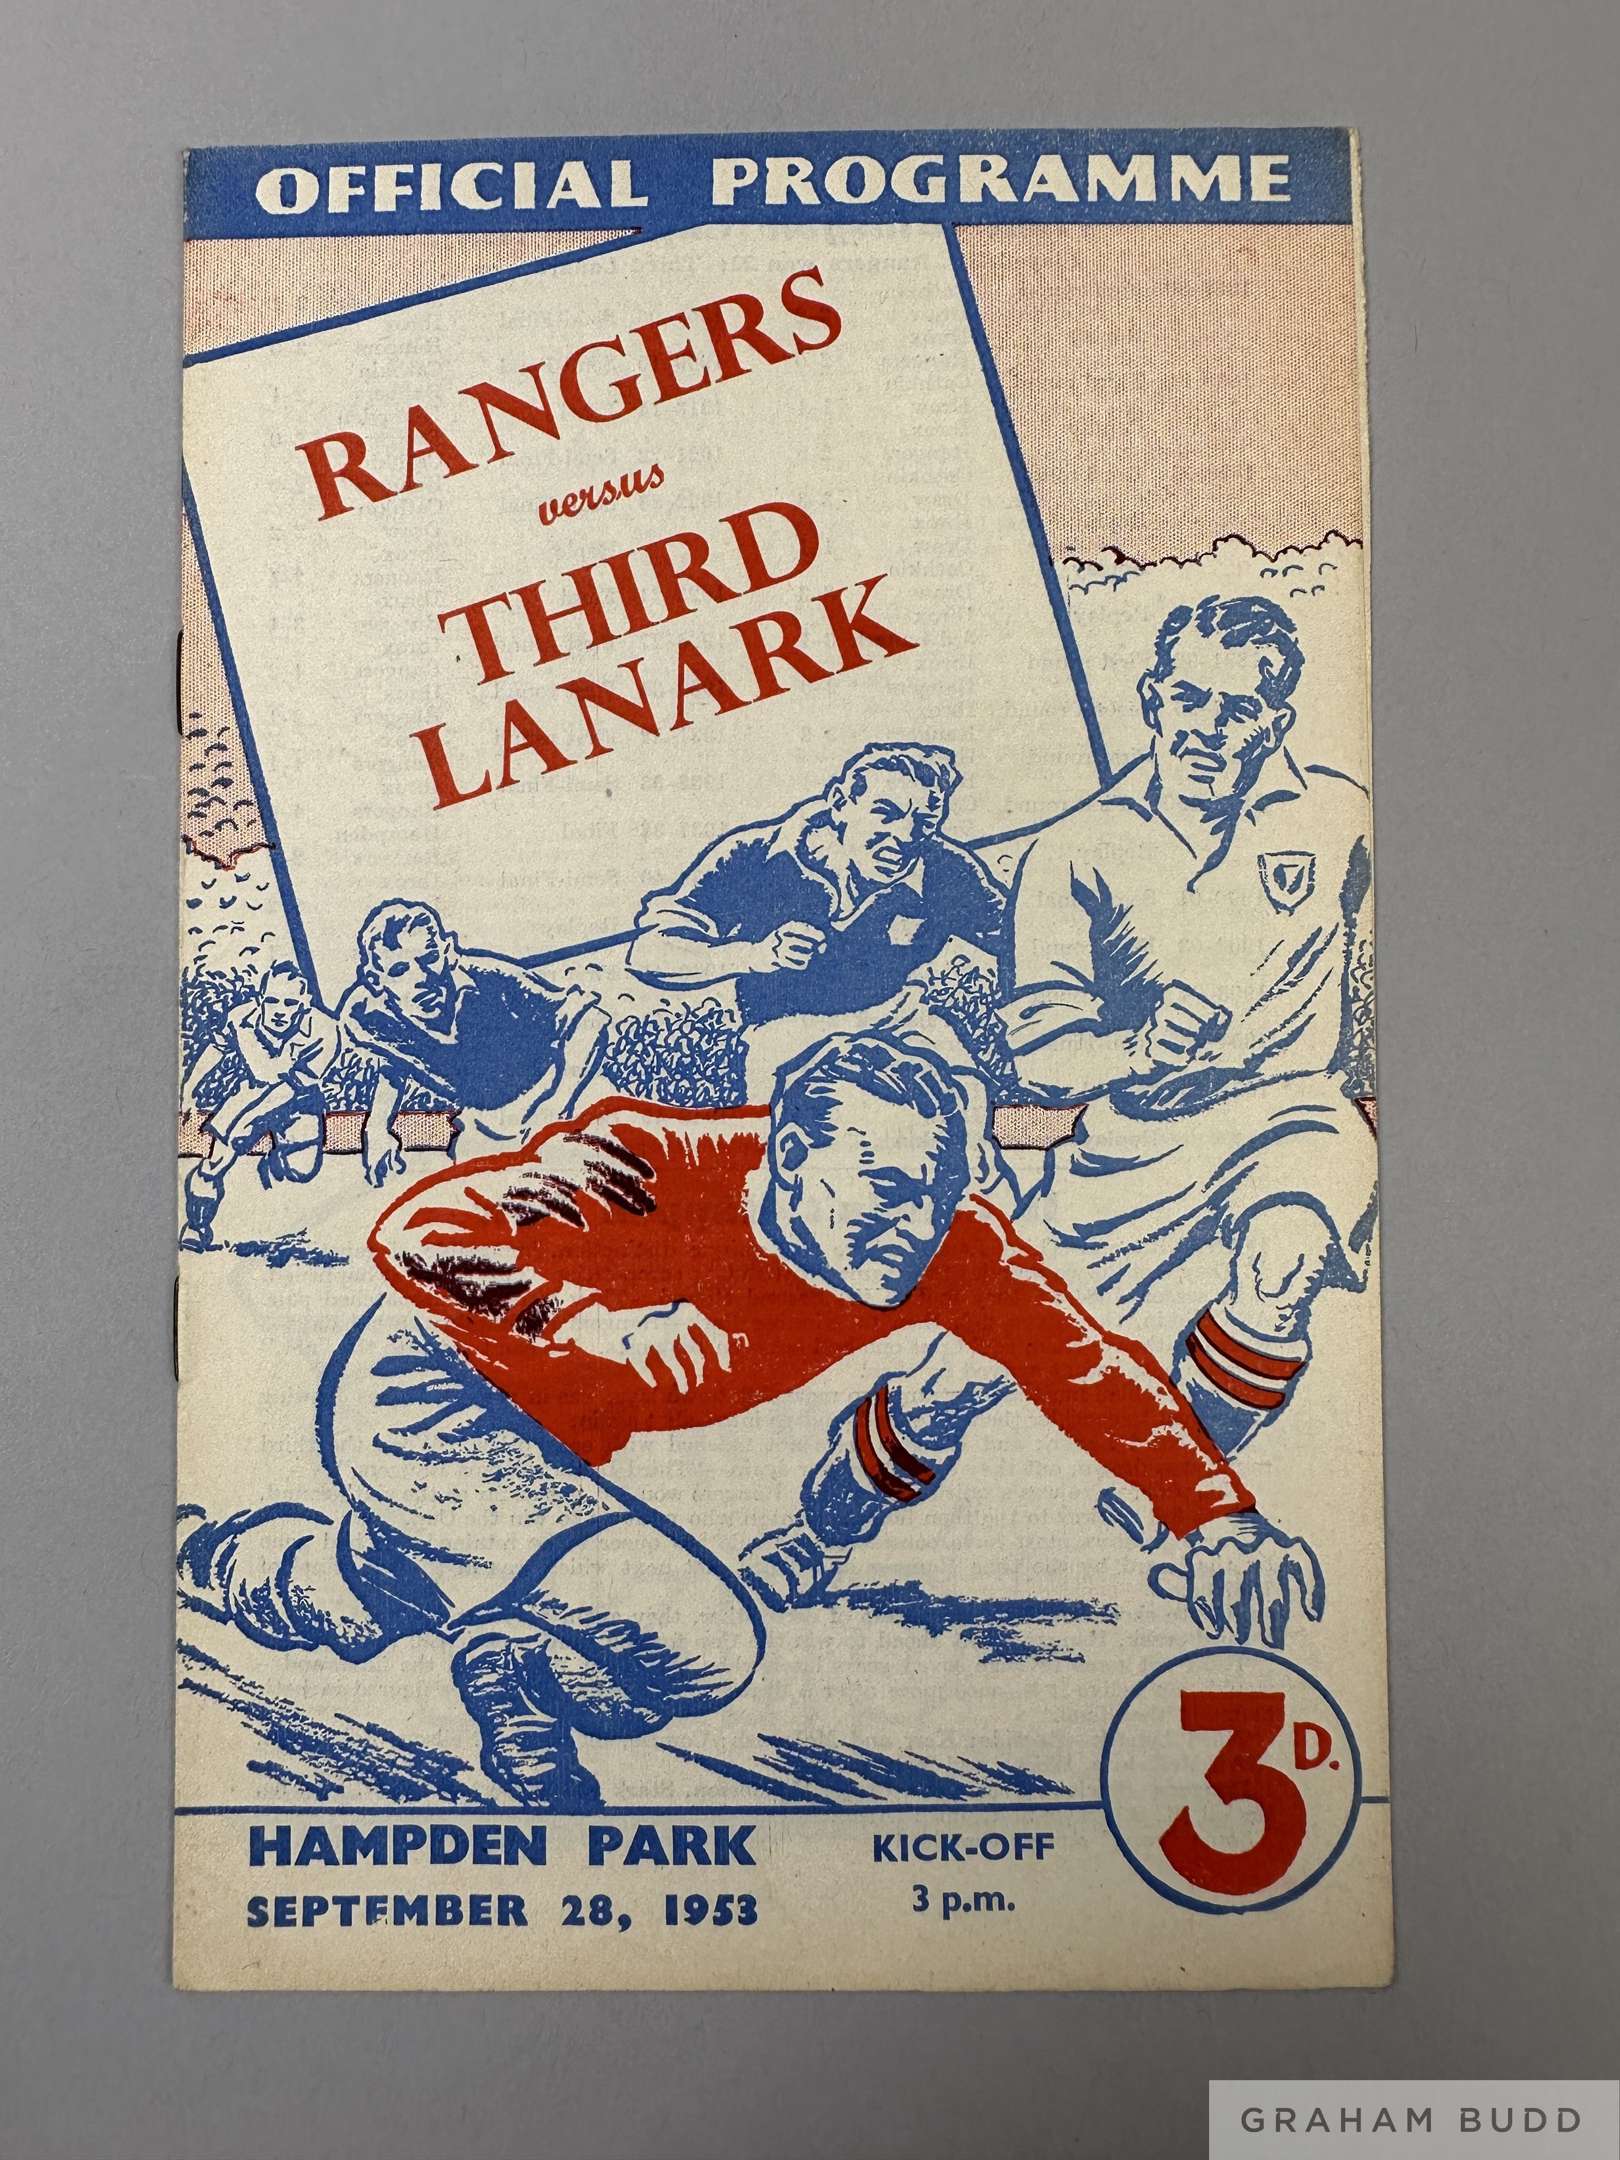 OFFICIAL PROGRAMME
RANGERS
versus
THIRD
LANARK
3D.
HAMPDEN PARK
SEPTEMBER 28, 1953
KICK-OFF
3 p.m.
GRAHAM BUDD